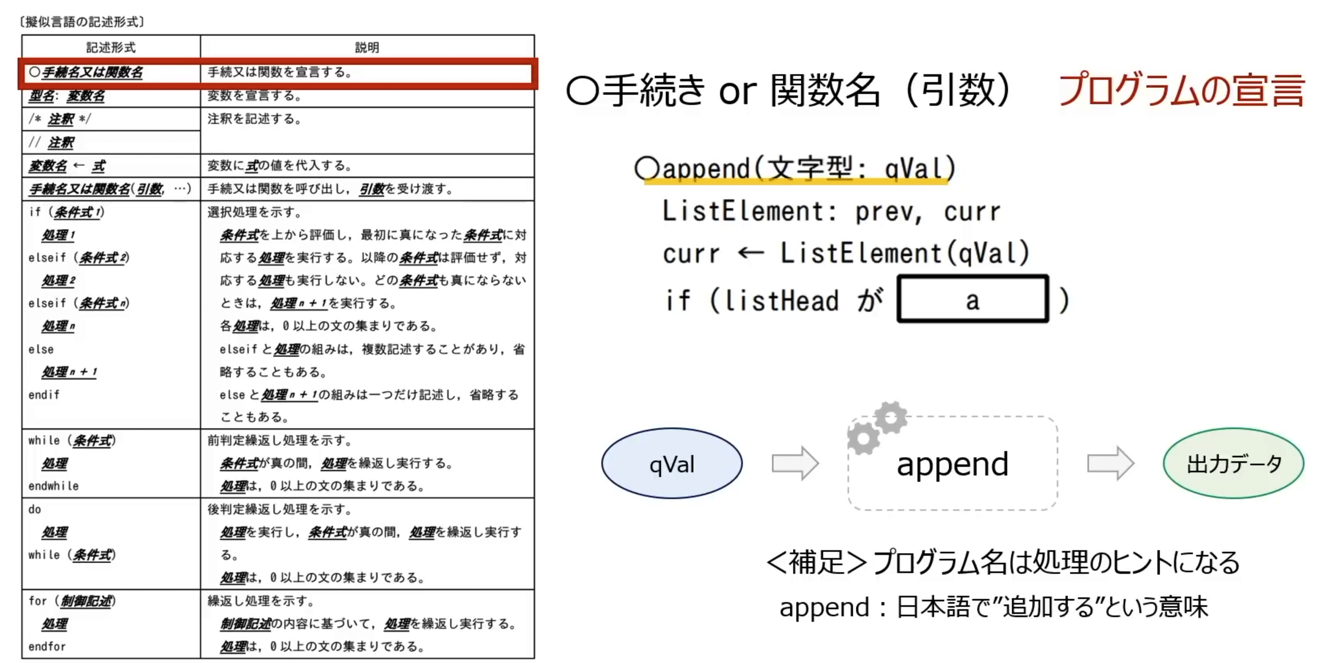 〔擬似言語の記述形式〕
記述形式 説明
〇手続名又は関数名 手続又は関数を宣言する。
型名: 変数名 変数を宣言する。
/* 注釈 */ 注釈を記述する。
// 注釈
変数名 ← 式 変数に式の値を代入する。
手続名又は関数名(引数, …) 手続又は関数を呼び出し，引数を受け渡す。
if (条件式1) 選択処理を示す。
処理1 条件式を上から評価し，最初に真になった条件式に対
elseif (条件式2) 応する処理を実行する。以降の条件式は評価せず，対
処理2 応する処理も実行しない。どの条件式も真にならない
elseif (条件式n) ときは，処理n+1を実行する。
処理n 各処理は，0以上の文の集まりである。
else elseifと処理の組みは，複数記述することがあり，省
処理n+1 略することもある。
endif elseと処理n+1の組みは一つだけ記述し，省略する
こともある。
while (条件式) 前判定繰返し処理を示す。
処理 条件式が真の間，処理を繰返し実行する。
endwhile 処理は，0以上の文の集まりである。
do 後判定繰返し処理を示す。
処理 処理を実行し，条件式が真の間，処理を繰返し実行す
while (条件式) る。
処理は，0以上の文の集まりである。
for (制御記述) 繰返し処理を示す。
処理 制御記述の内容に基づいて，処理を繰返し実行する。
endfor 処理は，0以上の文の集まりである。
〇手続き or 関数名（引数） プログラムの宣言
〇append(文字型: qVal)
ListElement: prev, curr
curr ← ListElement(qVal)
if (listHead が a )
qVal append 出力データ
＜補足＞プログラム名は処理のヒントになる
append：日本語で”追加する”という意味